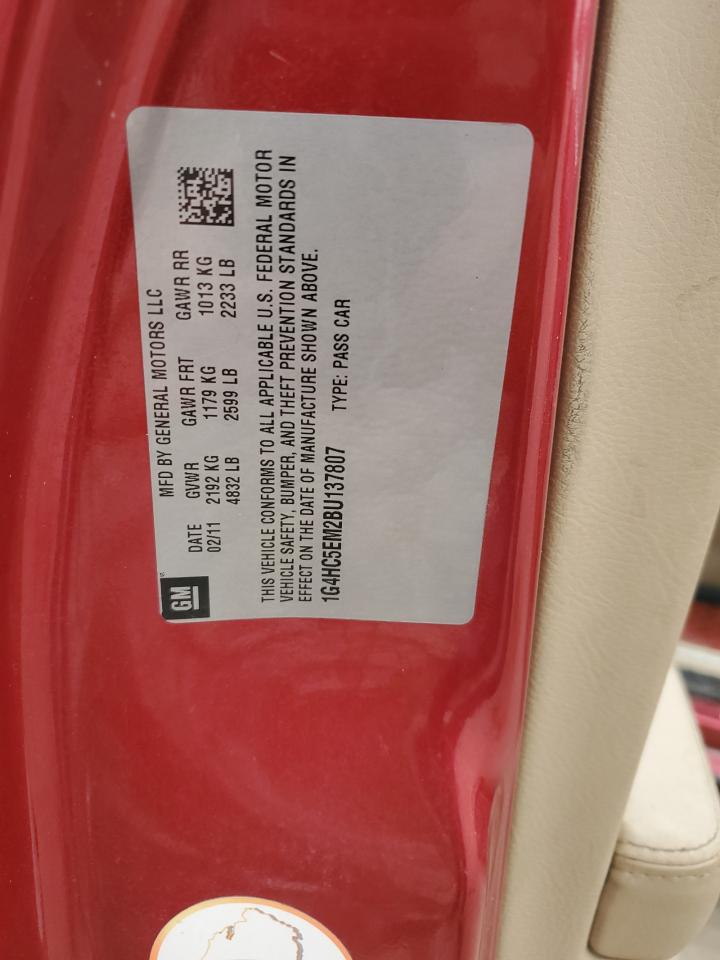 MFD BY GENERAL MOTORS LLC
DATE GVWR GAWR FRT GAWR RR
02/11 2192 KG 1179 KG 1013 KG
4832 LB 2599 LB 2233 LB
GM
THIS VEHICLE CONFORMS TO ALL APPLICABLE U.S. FEDERAL MOTOR
VEHICLE SAFETY, BUMPER, AND THEFT PREVENTION STANDARDS IN
EFFECT ON THE DATE OF MANUFACTURE SHOWN ABOVE.
1G4HC5EM2BU137807 TYPE: PASS CAR